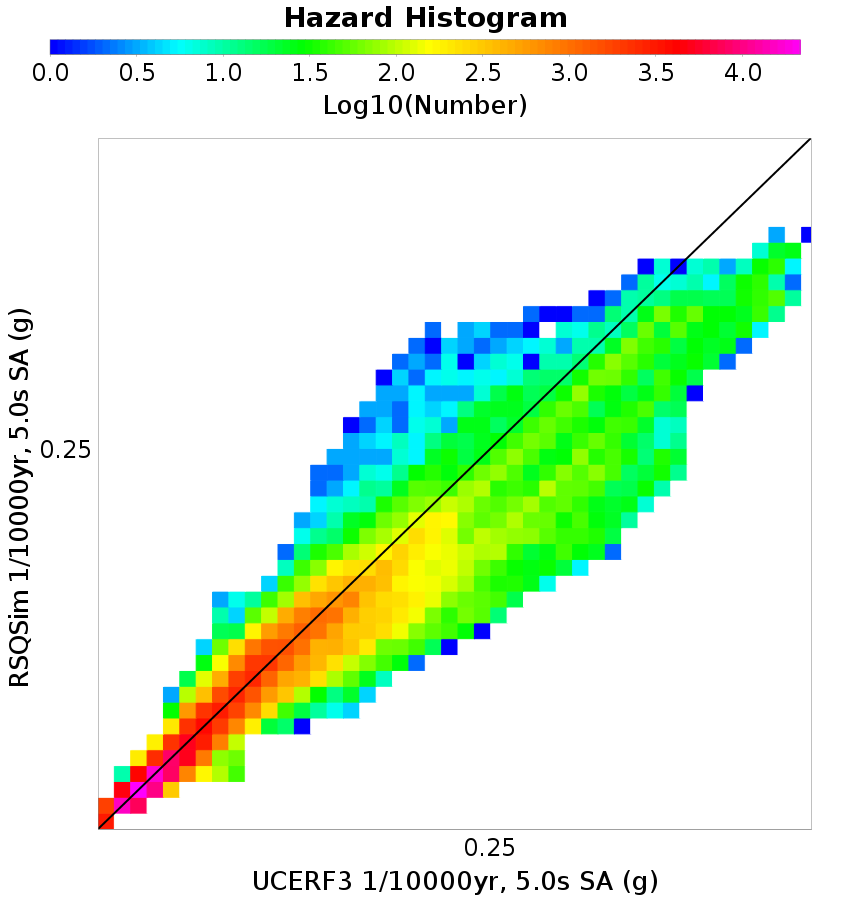 Hazard Histogram
0.0 0.5 1.0 1.5 2.0 2.5 3.0 3.5 4.0
Log10(Number)
RSQSim 1/10000yr, 5.0s SA (g)
0.25
0.25
UCERF3 1/10000yr, 5.0s SA (g)